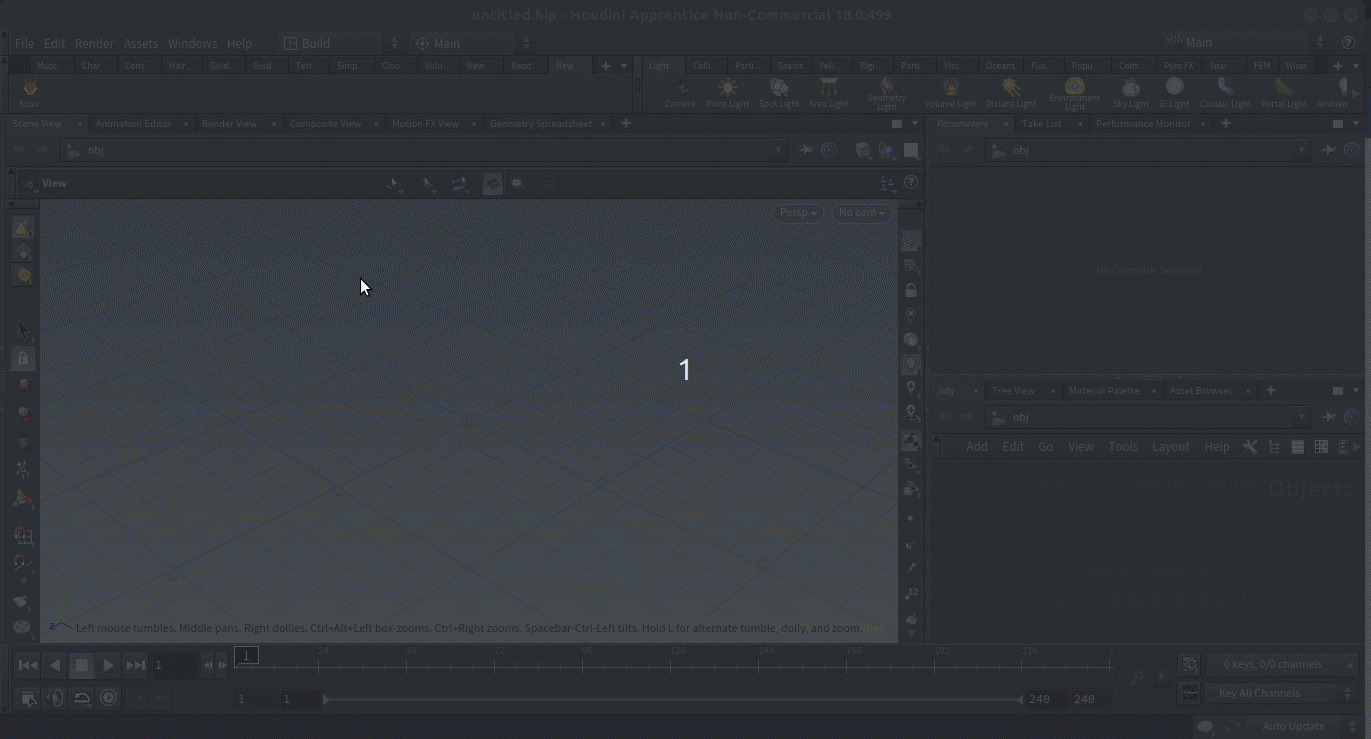 untitled.hip - Houdini Apprentice Non-Commercial 18.0.499
File Edit Render Assets Windows Help Build Main Main
Musc... Char... Cons... Hair... Guid... Guid... Terr... Simp... Clou... Volu... New... Rend... New... Light... Colli... Parti... Grains Vell... Rigi... Parti... Visc... Oceans Flui... Popu... Cont... Pyro FX Spar... FEM Wires
Kitsu Camera Point Light Spot Light Area Light Geometry Light Volume Light Distant Light Environment Light Sky Light GI Light Caustic Light Portal Light Ambien
Scene View Animation Editor Render View Composite View Motion FX View Geometry Spreadsheet Parameters Take List Performance Monitor
obj obj
View
Persp No cam
No Operator Selected
1
/obj Tree View Material Palette Asset Browser
obj
Add Edit Go View Tools Layout Help
Objects
Left mouse tumbles. Middle pans. Right dollies. Ctrl+Alt+Left box-zooms. Ctrl+Right zooms. Spacebar-Ctrl-Left tilts. Hold L for alternate tumble, dolly, and zoom.
1 1 24 48 72 96 120 144 168 192 216 2
0 keys, 0/0 channels
1 1 240 240 Key All Channels
Auto Update